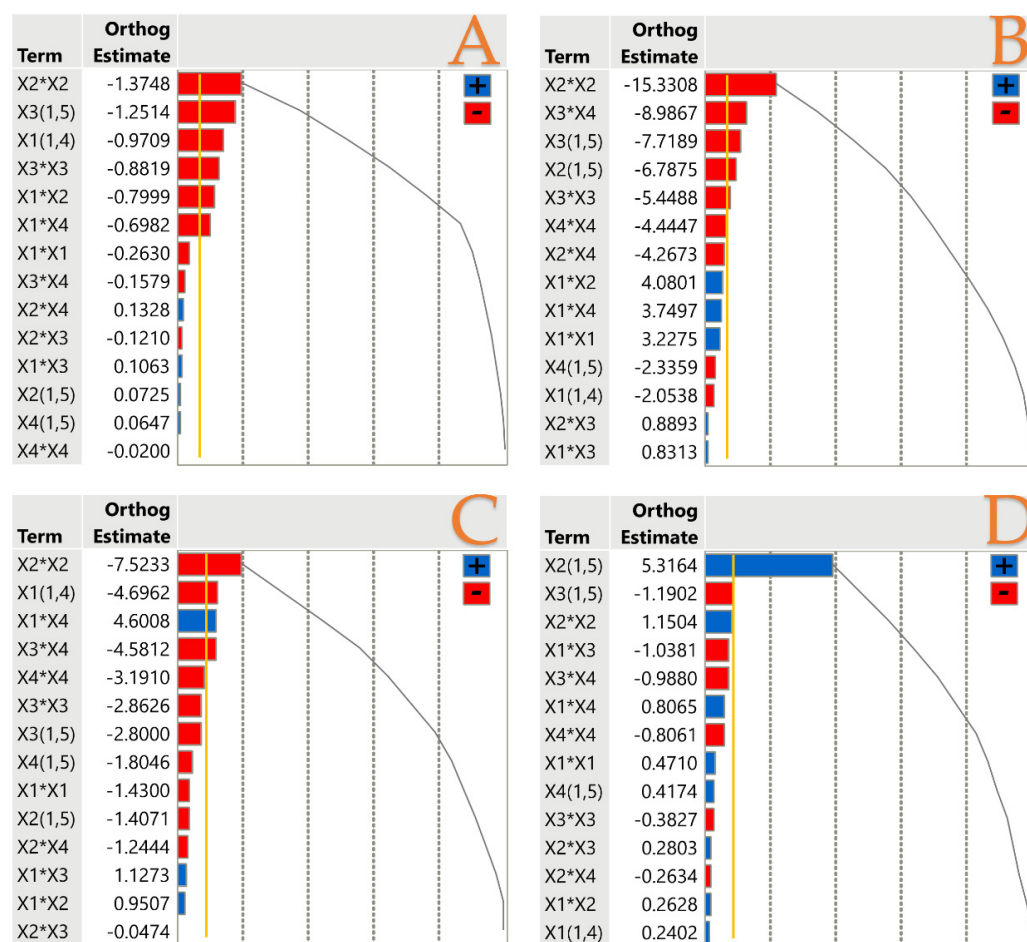 Orthog
Term Estimate
A
X2*X2 -1.3748
+
X3(1,5) -1.2514
-
X1(1,4) -0.9709
X3*X3 -0.8819
X1*X2 -0.7999
X1*X4 -0.6982
X1*X1 -0.2630
X3*X4 -0.1579
X2*X4 0.1328
X2*X3 -0.1210
X1*X3 0.1063
X2(1,5) 0.0725
X4(1,5) 0.0647
X4*X4 -0.0200
Orthog
Term Estimate
B
X2*X2 -15.3308
+
X3*X4 -8.9867
-
X3(1,5) -7.7189
X2(1,5) -6.7875
X3*X3 -5.4488
X4*X4 -4.4447
X2*X4 -4.2673
X1*X2 4.0801
X1*X4 3.7497
X1*X1 3.2275
X4(1,5) -2.3359
X1(1,4) -2.0538
X2*X3 0.8893
X1*X3 0.8313
Orthog
Term Estimate
C
X2*X2 -7.5233
+
X1(1,4) -4.6962
-
X1*X4 4.6008
X3*X4 -4.5812
X4*X4 -3.1910
X3*X3 -2.8626
X3(1,5) -2.8000
X4(1,5) -1.8046
X1*X1 -1.4300
X2(1,5) -1.4071
X2*X4 -1.2444
X1*X3 1.1273
X1*X2 0.9507
X2*X3 -0.0474
Orthog
Term Estimate
D
X2(1,5) 5.3164
+
X3(1,5) -1.1902
-
X2*X2 1.1504
X1*X3 -1.0381
X3*X4 -0.9880
X1*X4 0.8065
X4*X4 -0.8061
X1*X1 0.4710
X4(1,5) 0.4174
X3*X3 -0.3827
X2*X3 0.2803
X2*X4 -0.2634
X1*X2 0.2628
X1(1,4) 0.2402